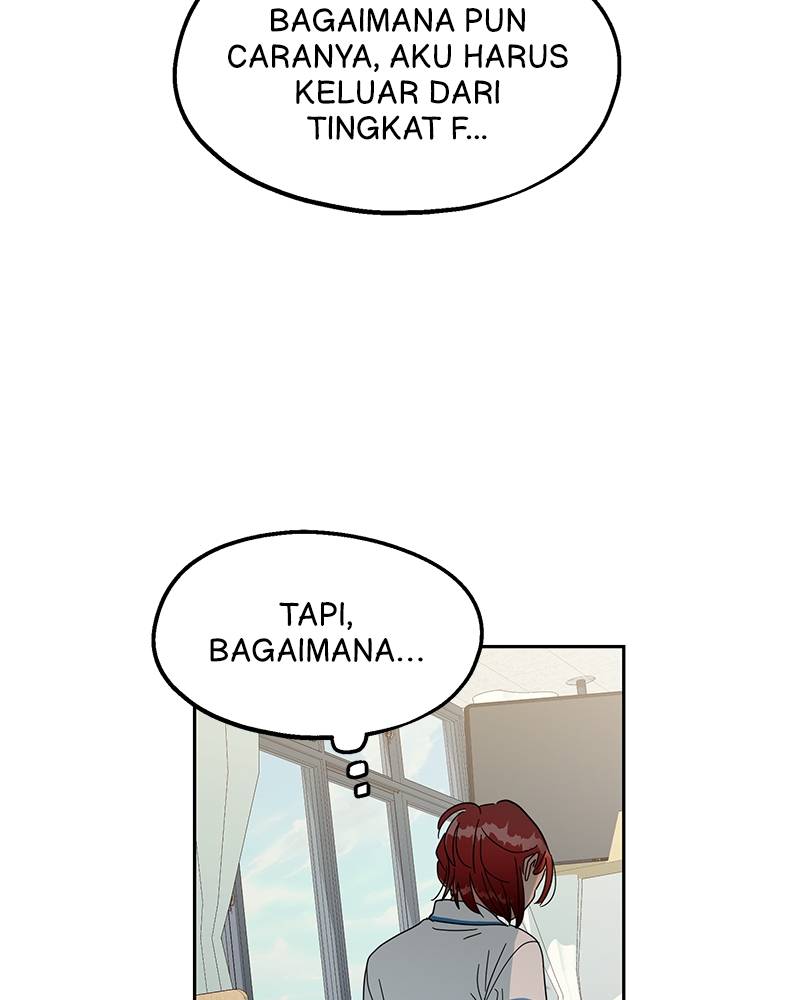 BAGAIMANA PUN
CARANYA, AKU HARUS
KELUAR DARI
TINGKAT F...
TAPI,
BAGAIMANA...